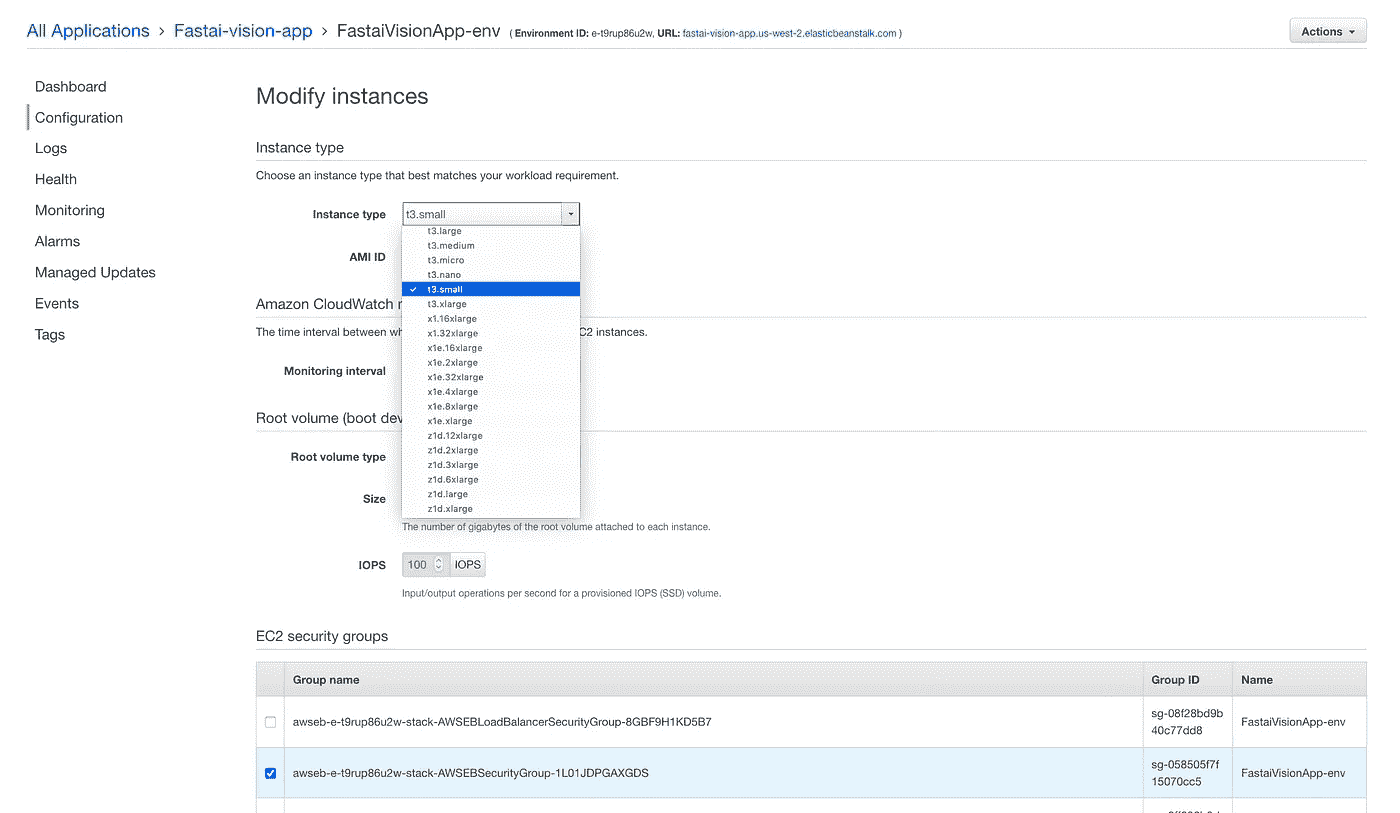 All Applications > Fastai-vision-app > FastaiVisionApp-env ( Environment ID: e-t9rup86u2w, URL: fastai-vision-app.us-west-2.elasticbeanstalk.com )
Actions
Dashboard
Configuration
Logs
Health
Monitoring
Alarms
Managed Updates
Events
Tags
Modify instances
Instance type
Choose an instance type that best matches your workload requirement.
Instance type t3.small
t3.large
t3.medium
AMI ID
t3.micro
t3.nano
t3.small
Amazon CloudWatch
t3.xlarge
x1.16xlarge
The time interval between
x1.32xlarge
C2 instances.
x1e.16xlarge
x1e.2xlarge
Monitoring interval
x1e.32xlarge
x1e.4xlarge
x1e.8xlarge
Root volume (boot
x1e.xlarge
z1d.12xlarge
z1d.2xlarge
Root volume type
z1d.3xlarge
z1d.6xlarge
Size
z1d.large
z1d.xlarge
The number of gigabytes of the root volume attached to each instance.
IOPS 100 IOPS
Input/output operations per second for a provisioned IOPS (SSD) volume.
EC2 security groups
Group name Group ID Name
awseb-e-t9rup86u2w-stack-AWSEBLoadBalancerSecurityGroup-8GBF9H1KD5B7 sg-08f28bd9b FastaiVisionApp-env
40c77dd8
awseb-e-t9rup86u2w-stack-AWSEBSecurityGroup-1L01JDPGAXGDS sg-058505f7f FastaiVisionApp-env
15070cc5